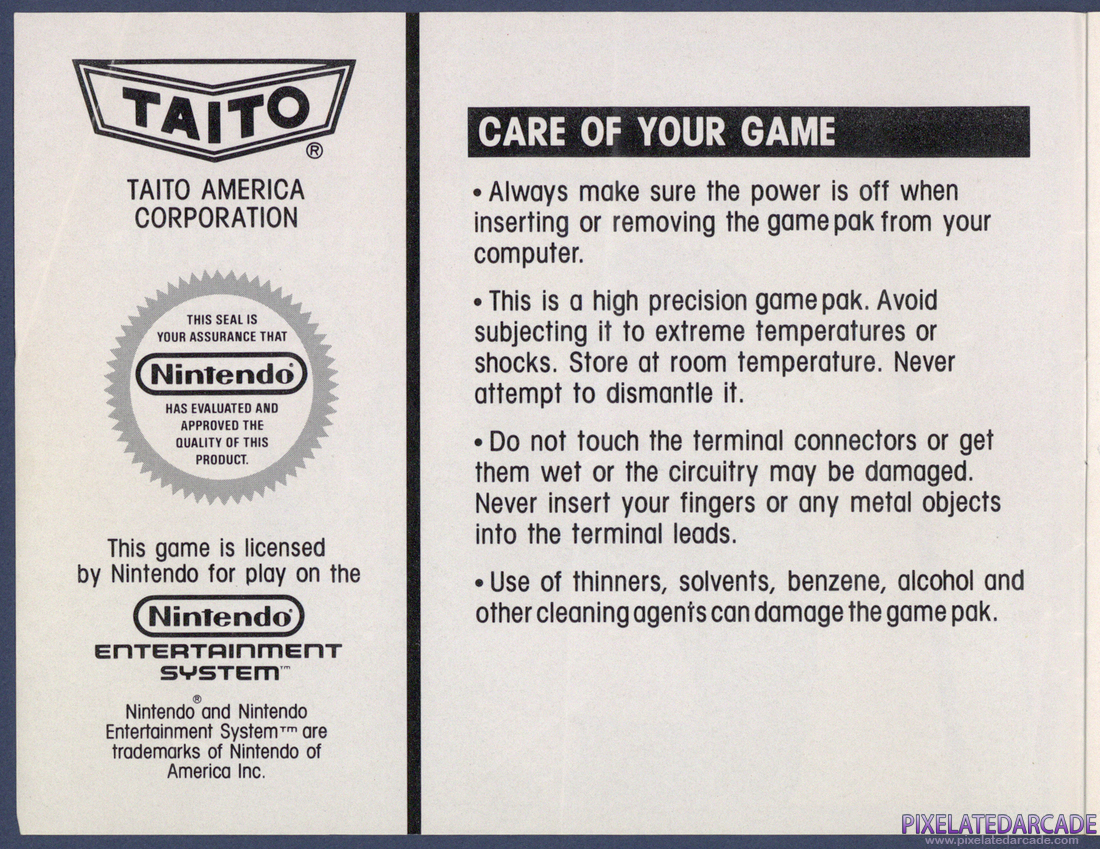 TAITO
®
TAITO AMERICA
CORPORATION
THIS SEAL IS
YOUR ASSURANCE THAT
Nintendo®
HAS EVALUATED AND
APPROVED THE
QUALITY OF THIS
PRODUCT.
This game is licensed
by Nintendo for play on the
Nintendo®
ENTERTAINMENT
SYSTEM™
Nintendo® and Nintendo
Entertainment System™ are
trademarks of Nintendo of
America Inc.
CARE OF YOUR GAME
• Always make sure the power is off when
inserting or removing the game pak from your
computer.
• This is a high precision game pak. Avoid
subjecting it to extreme temperatures or
shocks. Store at room temperature. Never
attempt to dismantle it.
• Do not touch the terminal connectors or get
them wet or the circuitry may be damaged.
Never insert your fingers or any metal objects
into the terminal leads.
• Use of thinners, solvents, benzene, alcohol and
other cleaning agents can damage the game pak.
PIXELATEDARCADE
www.pixelatedarcade.com